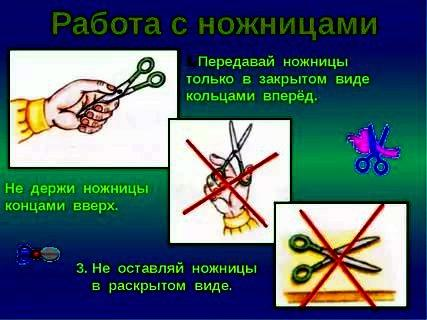 Работа с ножницами
1. Передавай ножницы
только в закрытом виде
кольцами вперёд.
Не держи ножницы
концами вверх.
3. Не оставляй ножницы
в раскрытом виде.